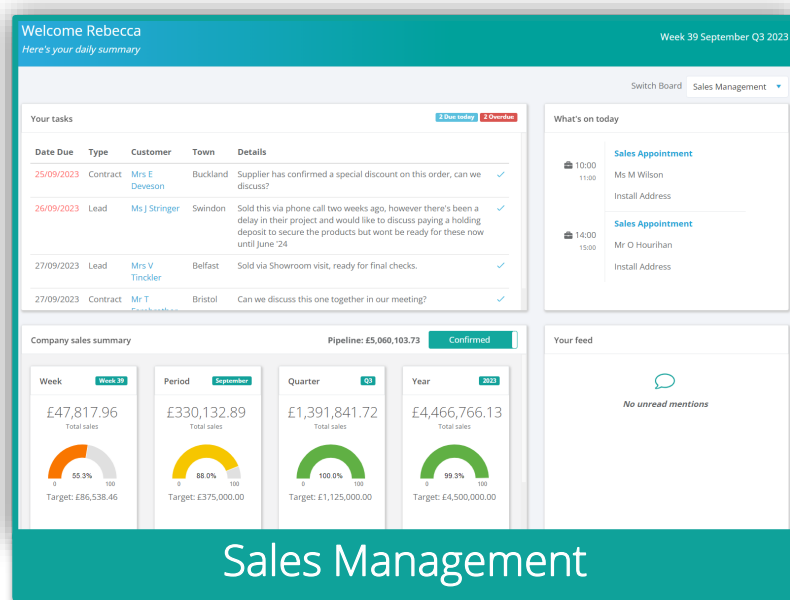 Welcome Rebecca
Here's your daily summary
Week 39 September Q3 2023
Switch Board Sales Management
Your tasks 2 Due today 2 Overdue
Date Due Type Customer Town Details
25/09/2023 Contract Mrs E Deveson Buckland Supplier has confirmed a special discount on this order, can we
discuss?
26/09/2023 Lead Ms J Stringer Swindon Sold this via phone call two weeks ago, however there's been a
delay in their project and would like to discuss paying a holding
deposit to secure the products but wont be ready for these now
until June '24
27/09/2023 Lead Mrs V Tinckler Belfast Sold via Showroom visit, ready for final checks.
27/09/2023 Contract Mr T Bristol Can we discuss this one together in our meeting?
What's on today
10:00 Sales Appointment
11:00 Ms M Wilson
Install Address
14:00 Sales Appointment
15:00 Mr O Hourihan
Install Address
Company sales summary Pipeline: £5,060,103.73 Confirmed
Week Week 39
£47,817.96
Total sales
55.3%
0 100
Target: £86,538.46
Period September
£330,132.89
Total sales
88.0%
0 100
Target: £375,000.00
Quarter Q3
£1,391,841.72
Total sales
100.0%
0 100
Target: £1,125,000.00
Year 2023
£4,466,766.13
Total sales
99.3%
0 100
Target: £4,500,000.00
Your feed
No unread mentions
Sales Management